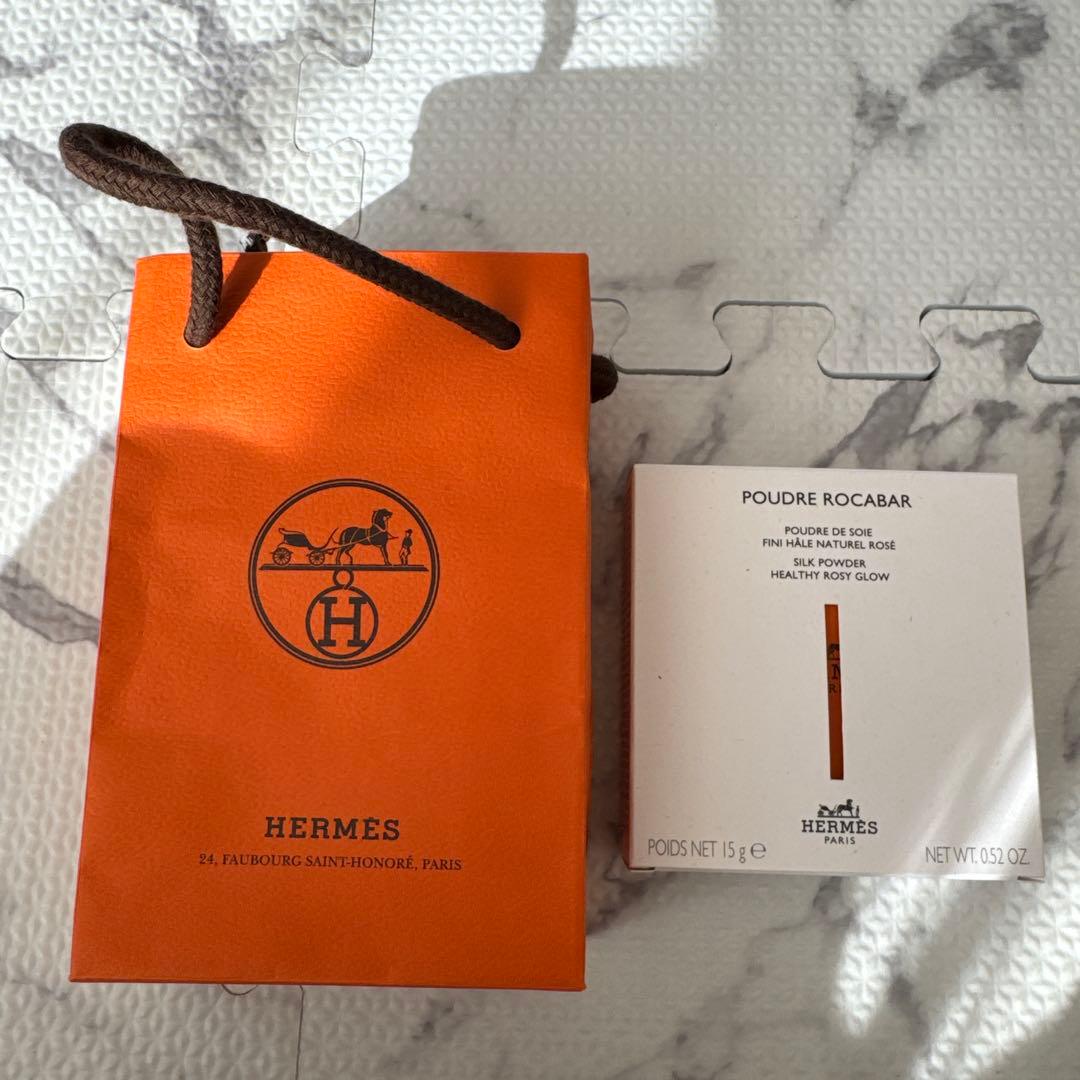 H
HERMÈS
24, FAUBOURG SAINT-HONORÉ, PARIS
POUDRE ROCABAR
POUDRE DE SOIE
FINI HÂLE NATUREL ROSÉ
SILK POWDER
HEALTHY ROSY GLOW
HERMÈS
PARIS
POIDS NET 15 g ℮
NET WT. 0.52 OZ.